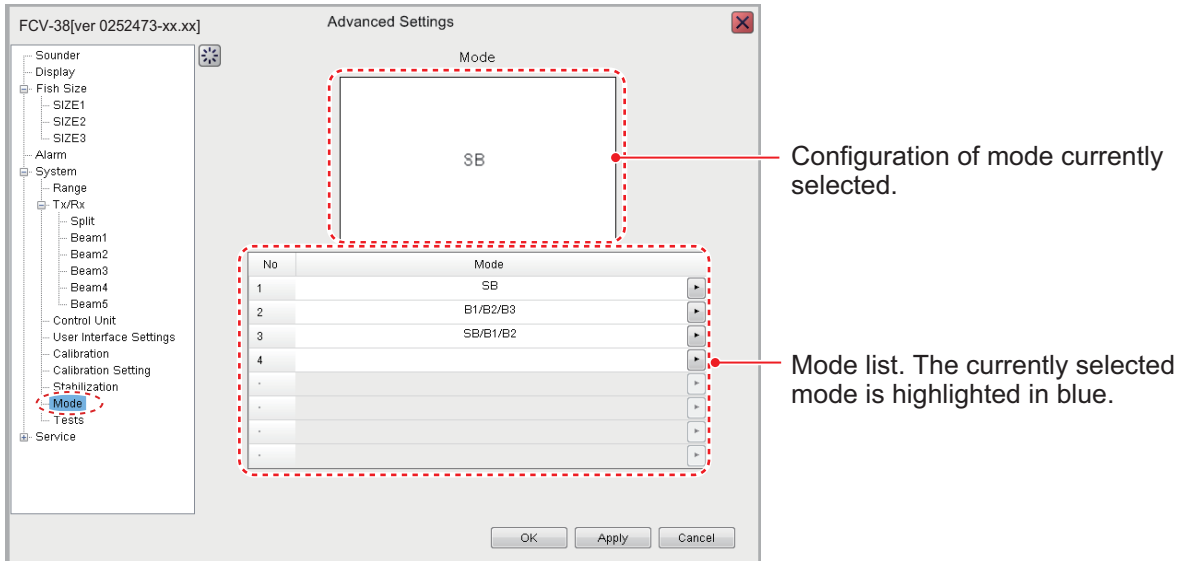 FCV-38[ver 0252473-xx.xx]
Advanced Settings
Sounder
Display
Fish Size
SIZE1
SIZE2
SIZE3
Alarm
System
Range
Tx/Rx
Split
Beam1
Beam2
Beam3
Beam4
Beam5
Control Unit
User Interface Settings
Calibration
Calibration Setting
Stabilization
Mode
Tests
Service
Mode
SB
Configuration of mode currently
selected.
No Mode
1 SB
2 B1/B2/B3
3 SB/B1/B2
4
Mode list. The currently selected
mode is highlighted in blue.
OK Apply Cancel